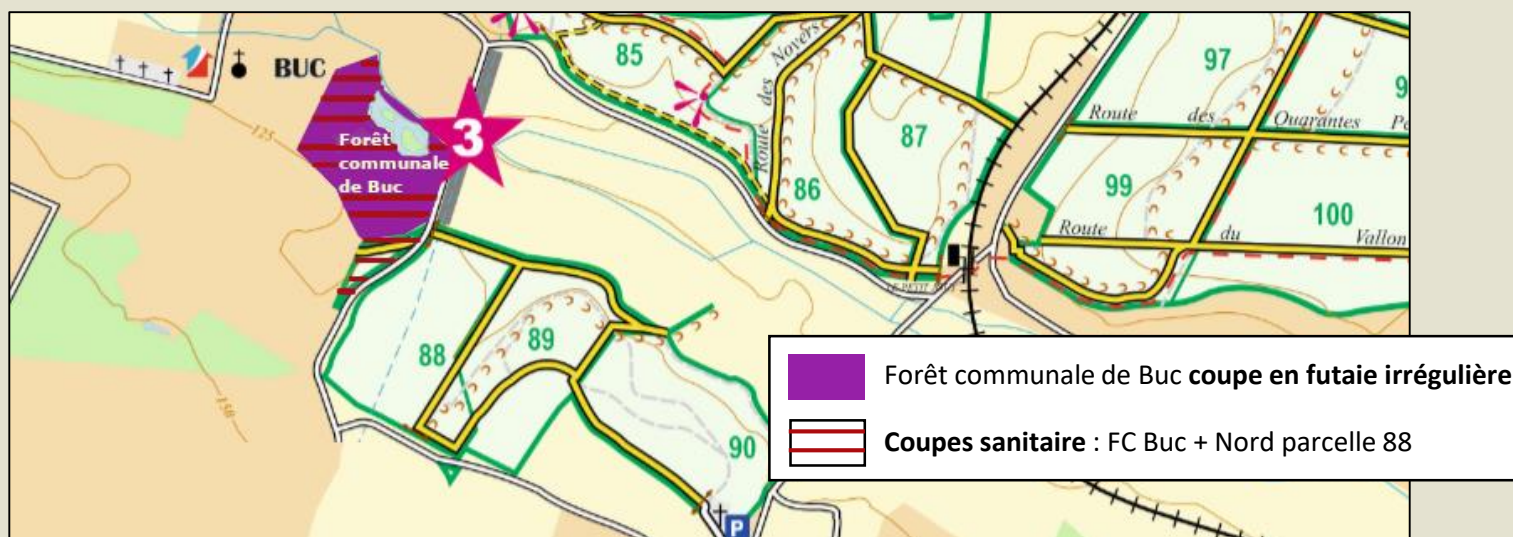 85
97
BUC
Route des Noyers
87
Route des Quarantes
3
Forêt
communale
de Buc
125
86
99
100
Route du Vallon
88
89
90
150
P
Forêt communale de Buc coupe en futaie irrégulière
Coupes sanitaire : FC Buc + Nord parcelle 88